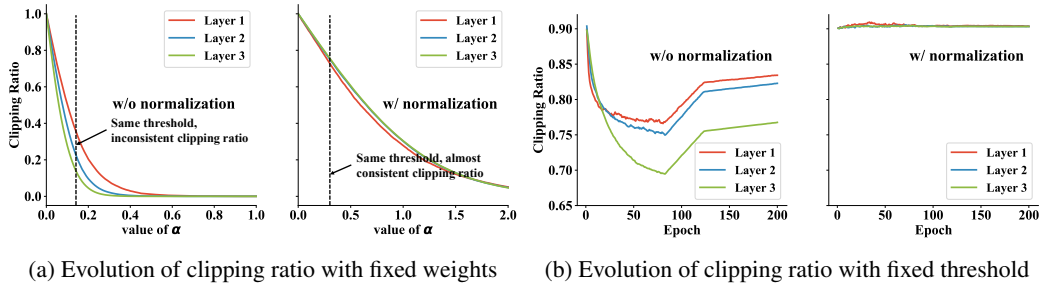 Clipping Ratio
1.0
0.8
0.6
0.4
0.2
0.0
Layer 1
Layer 2
Layer 3
w/o normalization
Same threshold,
inconsistent clipping ratio
0.0 0.2 0.4 0.6 0.8 1.0
value of α
Layer 1
Layer 2
Layer 3
w/ normalization
Same threshold, almost
consistent clipping ratio
0.0 0.5 1.0 1.5 2.0
value of α
(a) Evolution of clipping ratio with fixed weights
Clipping Ratio
0.90
0.85
0.80
0.75
0.70
0.65
w/o normalization
Layer 1
Layer 2
Layer 3
0 50 100 150 200
Epoch
w/ normalization
Layer 1
Layer 2
Layer 3
0 50 100 150 200
Epoch
(b) Evolution of clipping ratio with fixed threshold